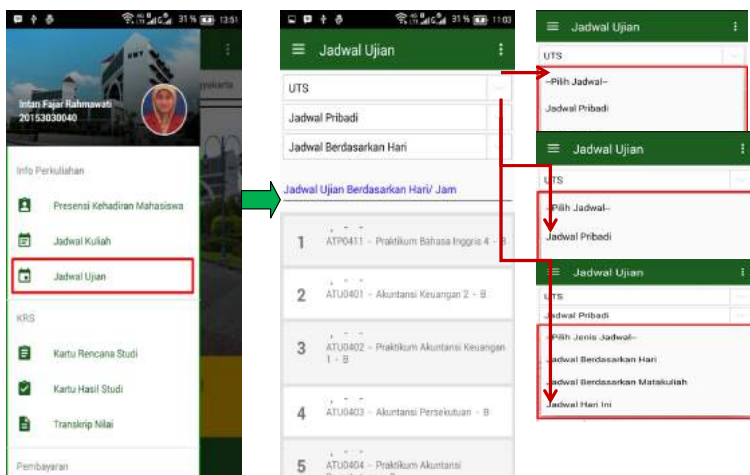 31% 13:51
UMY
Intan Fajar Rahmawati
20153030040
Info Perkuliahan
Presensi Kehadiran Mahasiswa
Jadwal Kuliah
Jadwal Ujian
KRS
Kartu Rencana Studi
Kartu Hasil Studi
Transkrip Nilai
Pembayaran
31% 11:03
Jadwal Ujian
UTS
Jadwal Pribadi
Jadwal Berdasarkan Hari
Jadwal Ujian Berdasarkan Hari/ Jam
, - -
1 ATP0411 - Praktikum Bahasa Inggris 4 - B
, - -
2 ATU0401 - Akuntansi Keuangan 2 - B
, - -
3 ATU0402 - Praktikum Akuntansi Keuangan
1 - B
, - -
4 ATU0403 - Akuntansi Persekutuan - B
, - -
5 ATU0404 - Praktikum Akuntansi
Jadwal Ujian
UTS
--Pilih Jadwal--
Jadwal Pribadi
Jadwal Ujian
UTS
--Pilih Jadwal--
Jadwal Pribadi
Jadwal Ujian
UTS
Jadwal Pribadi
--Pilih Jenis Jadwal--
Jadwal Berdasarkan Hari
Jadwal Berdasarkan Matakuliah
Jadwal Hari Ini